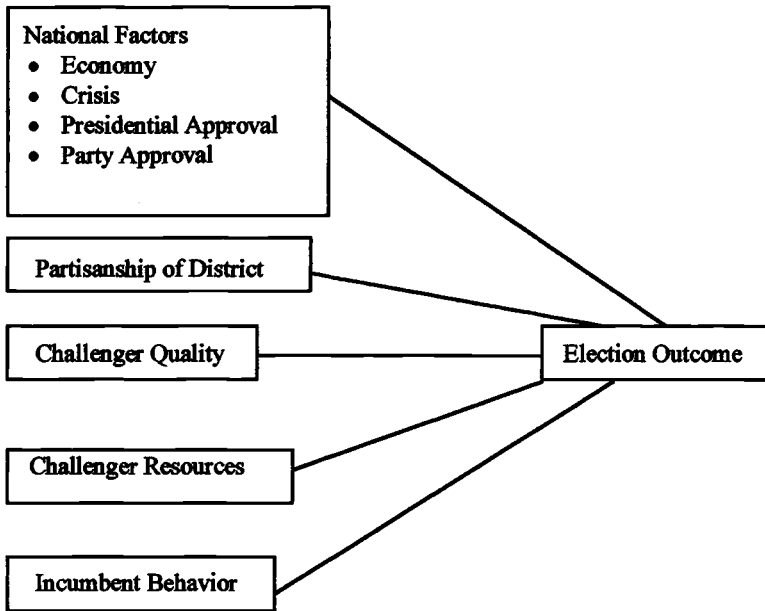 National Factors
● Economy
● Crisis
● Presidential Approval
● Party Approval
Partisanship of District
Challenger Quality
Election Outcome
Challenger Resources
Incumbent Behavior